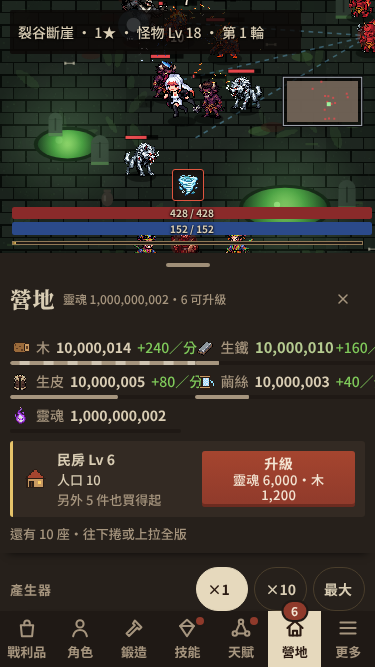 裂谷斷崖 · 1★ · 怪物 Lv 18 · 第 1 輪
428 / 428
152 / 152
營地 靈魂 1,000,000,002 · 6 可升級 ×
木 10,000,014 +240／分 生鐵 10,000,010 +160／
生皮 10,000,005 +80／分 繭絲 10,000,003 +40／
靈魂 1,000,000,002
民房 Lv 6
人口 10
另外 5 件也買得起
升級
靈魂 6,000 · 木
1,200
還有 10 座 · 往下捲或上拉全版
產生器 ×1 ×10 最大
6
戰利品 角色 鍛造 技能 天賦 營地 更多